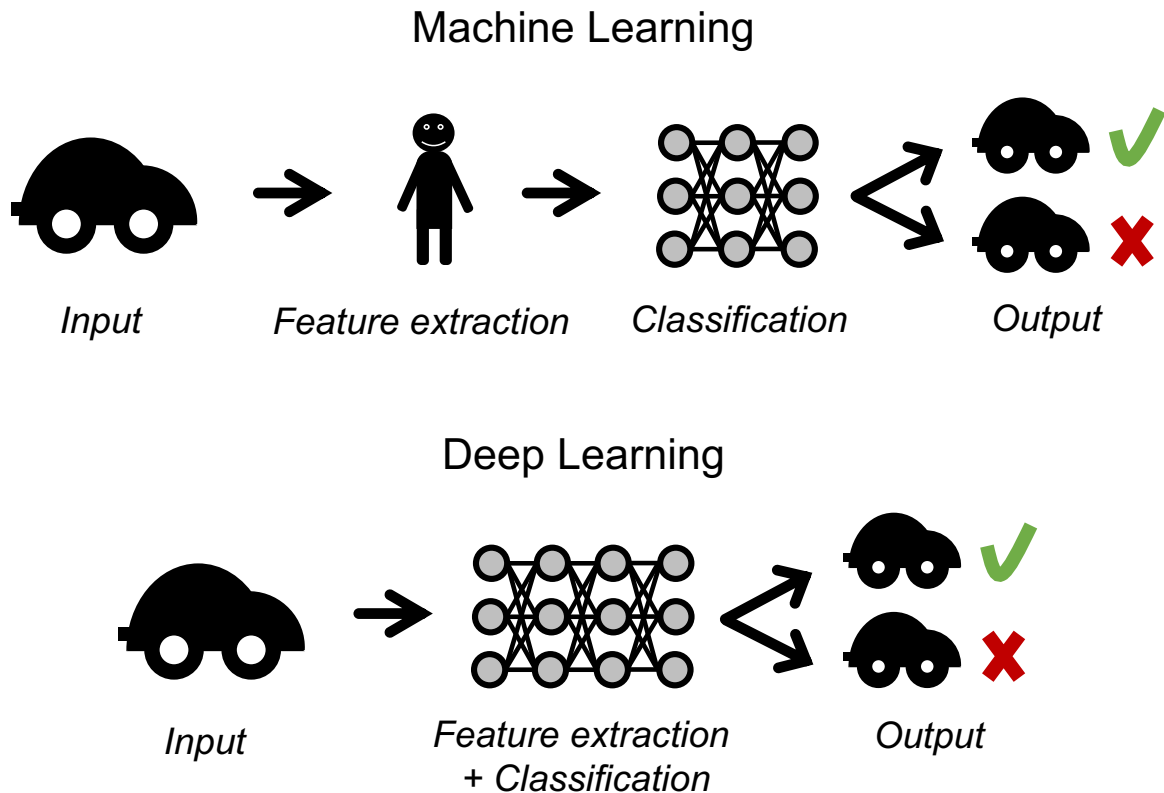 Machine Learning
Input
Feature extraction
Classification
Output
Deep Learning
Input
Feature extraction
+ Classification
Output